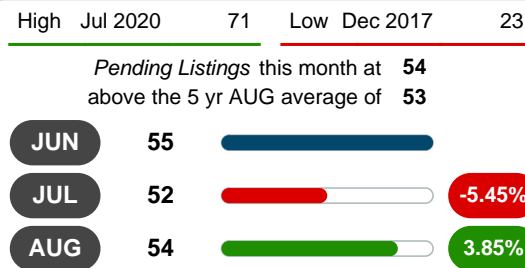 High Jul 2020 71 Low Dec 2017 23
Pending Listings this month at 54
above the 5 yr AUG average of 53
JUN 55
JUL 52 -5.45%
AUG 54 3.85%